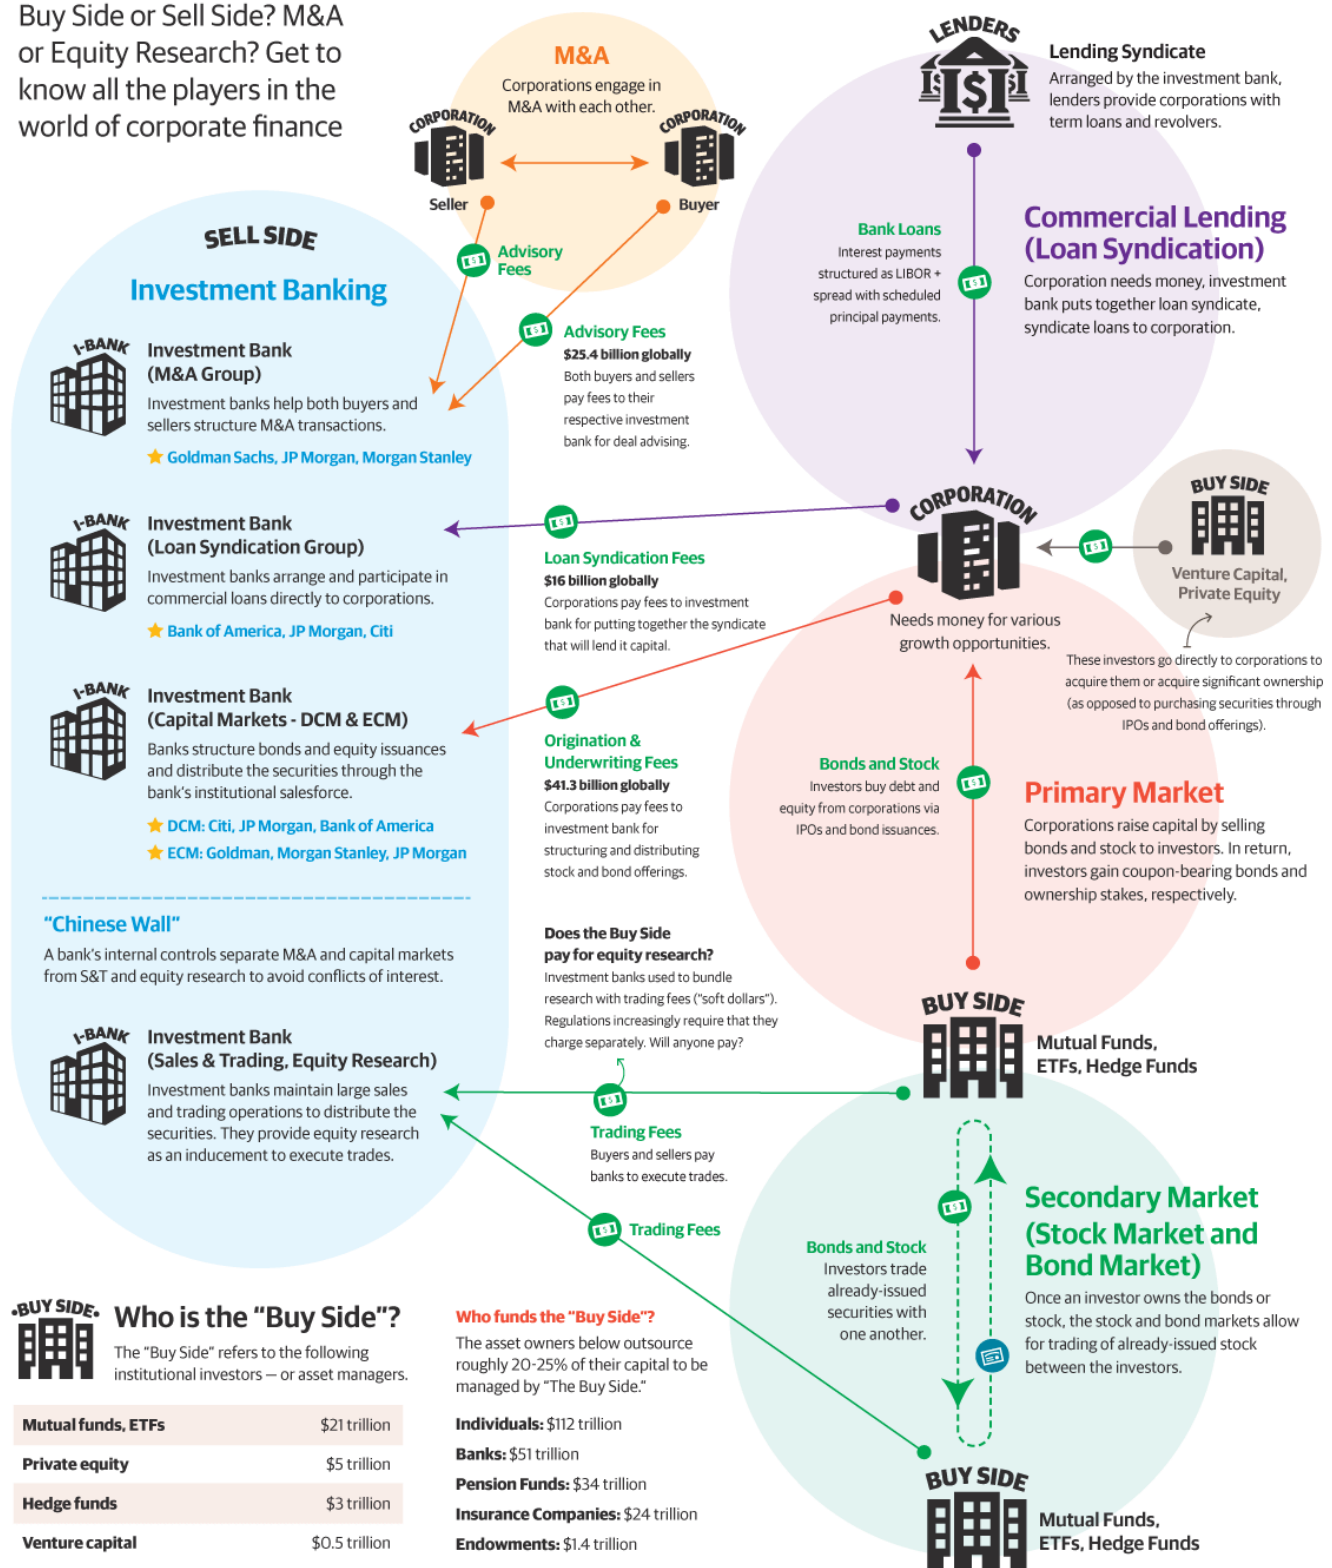 Buy Side or Sell Side? M&A
or Equity Research? Get to
know all the players in the
world of corporate finance
M&A
Corporations engage in
M&A with each other.
CORPORATION
CORPORATION
Seller
Buyer
Advisory
Fees
Advisory Fees
$25.4 billion globally
Both buyers and sellers
pay fees to their
respective investment
bank for deal advising.
LENDERS
Lending Syndicate
Arranged by the investment bank,
lenders provide corporations with
term loans and revolvers.
Bank Loans
Interest payments
structured as LIBOR +
spread with scheduled
principal payments.
Commercial Lending
(Loan Syndication)
Corporation needs money, investment
bank puts together loan syndicate,
syndicate loans to corporation.
SELL SIDE
Investment Banking
I-BANK
Investment Bank
(M&A Group)
Investment banks help both buyers and
sellers structure M&A transactions.
Goldman Sachs, JP Morgan, Morgan Stanley
I-BANK
Investment Bank
(Loan Syndication Group)
Investment banks arrange and participate in
commercial loans directly to corporations.
Bank of America, JP Morgan, Citi
I-BANK
Investment Bank
(Capital Markets - DCM & ECM)
Banks structure bonds and equity issuances
and distribute the securities through the
bank's institutional salesforce.
DCM: Citi, JP Morgan, Bank of America
ECM: Goldman, Morgan Stanley, JP Morgan
"Chinese Wall"
A bank's internal controls separate M&A and capital markets
from S&T and equity research to avoid conflicts of interest.
I-BANK
Investment Bank
(Sales & Trading, Equity Research)
Investment banks maintain large sales
and trading operations to distribute the
securities. They provide equity research
as an inducement to execute trades.
Loan Syndication Fees
$16 billion globally
Corporations pay fees to investment
bank for putting together the syndicate
that will lend it capital.
Origination &
Underwriting Fees
$41.3 billion globally
Corporations pay fees to
investment bank for
structuring and distributing
stock and bond offerings.
Does the Buy Side
pay for equity research?
Investment banks used to bundle
research with trading fees ("soft dollars").
Regulations increasingly require that they
charge separately. Will anyone pay?
Trading Fees
Buyers and sellers pay
banks to execute trades.
Trading Fees
CORPORATION
Needs money for various
growth opportunities.
BUY SIDE
Venture Capital,
Private Equity
These investors go directly to corporations to
acquire them or acquire significant ownership
(as opposed to purchasing securities through
IPOs and bond offerings).
Bonds and Stock
Investors buy debt and
equity from corporations via
IPOs and bond issuances.
Primary Market
Corporations raise capital by selling
bonds and stock to investors. In return,
investors gain coupon-bearing bonds and
ownership stakes, respectively.
BUY SIDE
Mutual Funds,
ETFs, Hedge Funds
Bonds and Stock
Investors trade
already-issued
securities with
one another.
Secondary Market
(Stock Market and
Bond Market)
Once an investor owns the bonds or
stock, the stock and bond markets allow
for trading of already-issued stock
between the investors.
BUY SIDE
Mutual Funds,
ETFs, Hedge Funds
•BUY SIDE•
Who is the "Buy Side"?
The "Buy Side" refers to the following
institutional investors — or asset managers.
Mutual funds, ETFs $21 trillion
Private equity $5 trillion
Hedge funds $3 trillion
Venture capital $0.5 trillion
Who funds the "Buy Side"?
The asset owners below outsource
roughly 20-25% of their capital to be
managed by "The Buy Side."
Individuals: $112 trillion
Banks: $51 trillion
Pension Funds: $34 trillion
Insurance Companies: $24 trillion
Endowments: $1.4 trillion